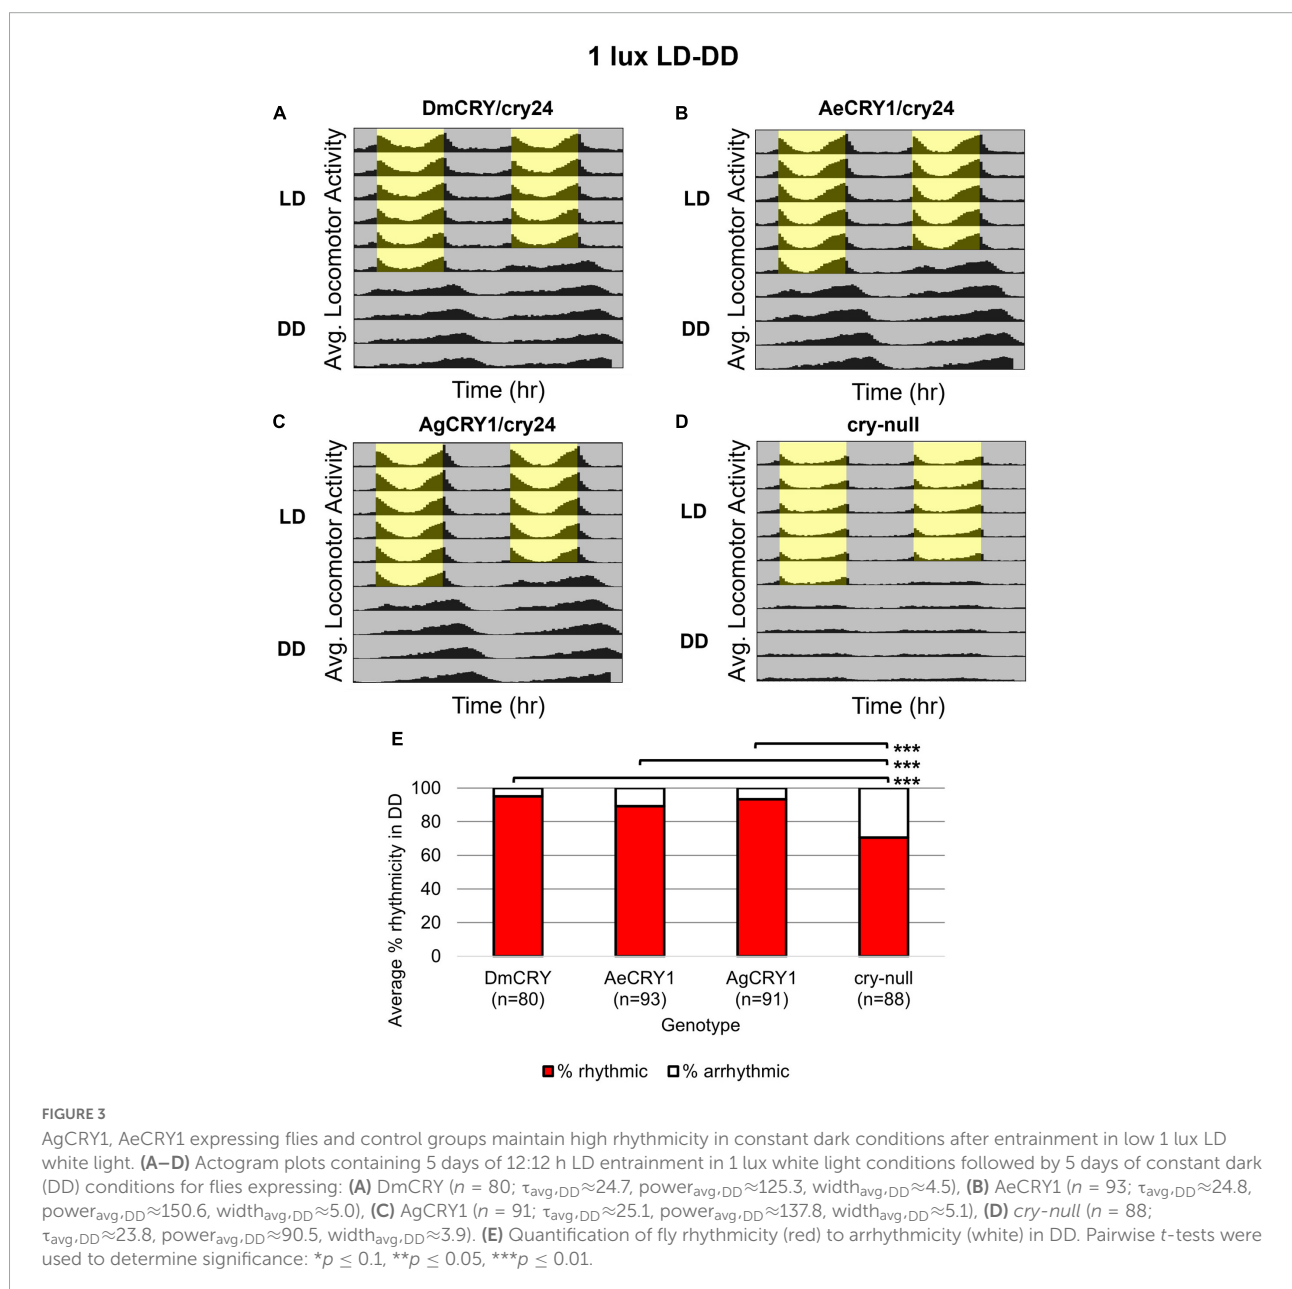 1 lux LD-DD
A
DmCRY/cry24
Avg. Locomotor Activity
LD
DD
Time (hr)
B
AeCRY1/cry24
Avg. Locomotor Activity
LD
DD
Time (hr)
C
AgCRY1/cry24
Avg. Locomotor Activity
LD
DD
Time (hr)
D
cry-null
Avg. Locomotor Activity
LD
DD
Time (hr)
E
***
***
***
Average % rhythmicity in DD
100
80
60
40
20
0
DmCRY
(n=80)
AeCRY1
(n=93)
AgCRY1
(n=91)
cry-null
(n=88)
Genotype
% rhythmic
% arrhythmic
FIGURE 3
AgCRY1, AeCRY1 expressing flies and control groups maintain high rhythmicity in constant dark conditions after entrainment in low 1 lux LD
white light. (A–D) Actogram plots containing 5 days of 12:12 h LD entrainment in 1 lux white light conditions followed by 5 days of constant dark
(DD) conditions for flies expressing: (A) DmCRY (n = 80; τavg,DD≈24.7, poweravg,DD≈125.3, widthavg,DD≈4.5), (B) AeCRY1 (n = 93; τavg,DD≈24.8,
poweravg,DD≈150.6, widthavg,DD≈5.0), (C) AgCRY1 (n = 91; τavg,DD≈25.1, poweravg,DD≈137.8, widthavg,DD≈5.1), (D) cry-null (n = 88;
τavg,DD≈23.8, poweravg,DD≈90.5, widthavg,DD≈3.9). (E) Quantification of fly rhythmicity (red) to arrhythmicity (white) in DD. Pairwise t-tests were
used to determine significance: *p ≤ 0.1, **p ≤ 0.05, ***p ≤ 0.01.